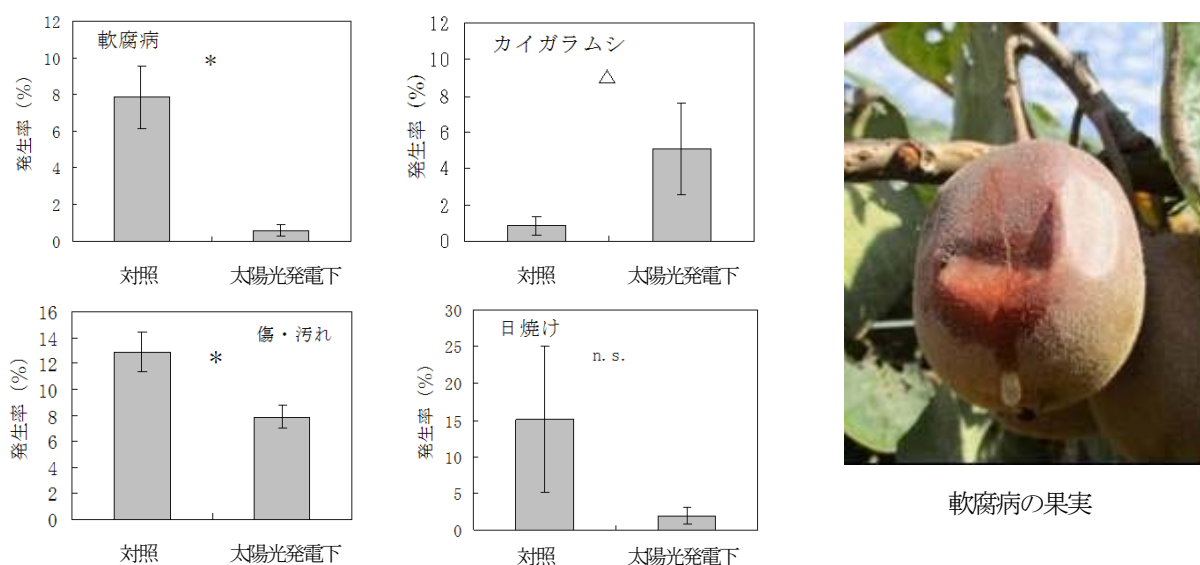 軟腐病
*
発生率 (%)
12
10
8
6
4
2
0
対照
太陽光発電下
カイガラムシ
△
発生率 (%)
12
10
8
6
4
2
0
対照
太陽光発電下
傷・汚れ
*
発生率 (%)
16
14
12
10
8
6
4
2
0
対照
太陽光発電下
日焼け
n.s.
発生率 (%)
30
25
20
15
10
5
0
対照
太陽光発電下
軟腐病の果実